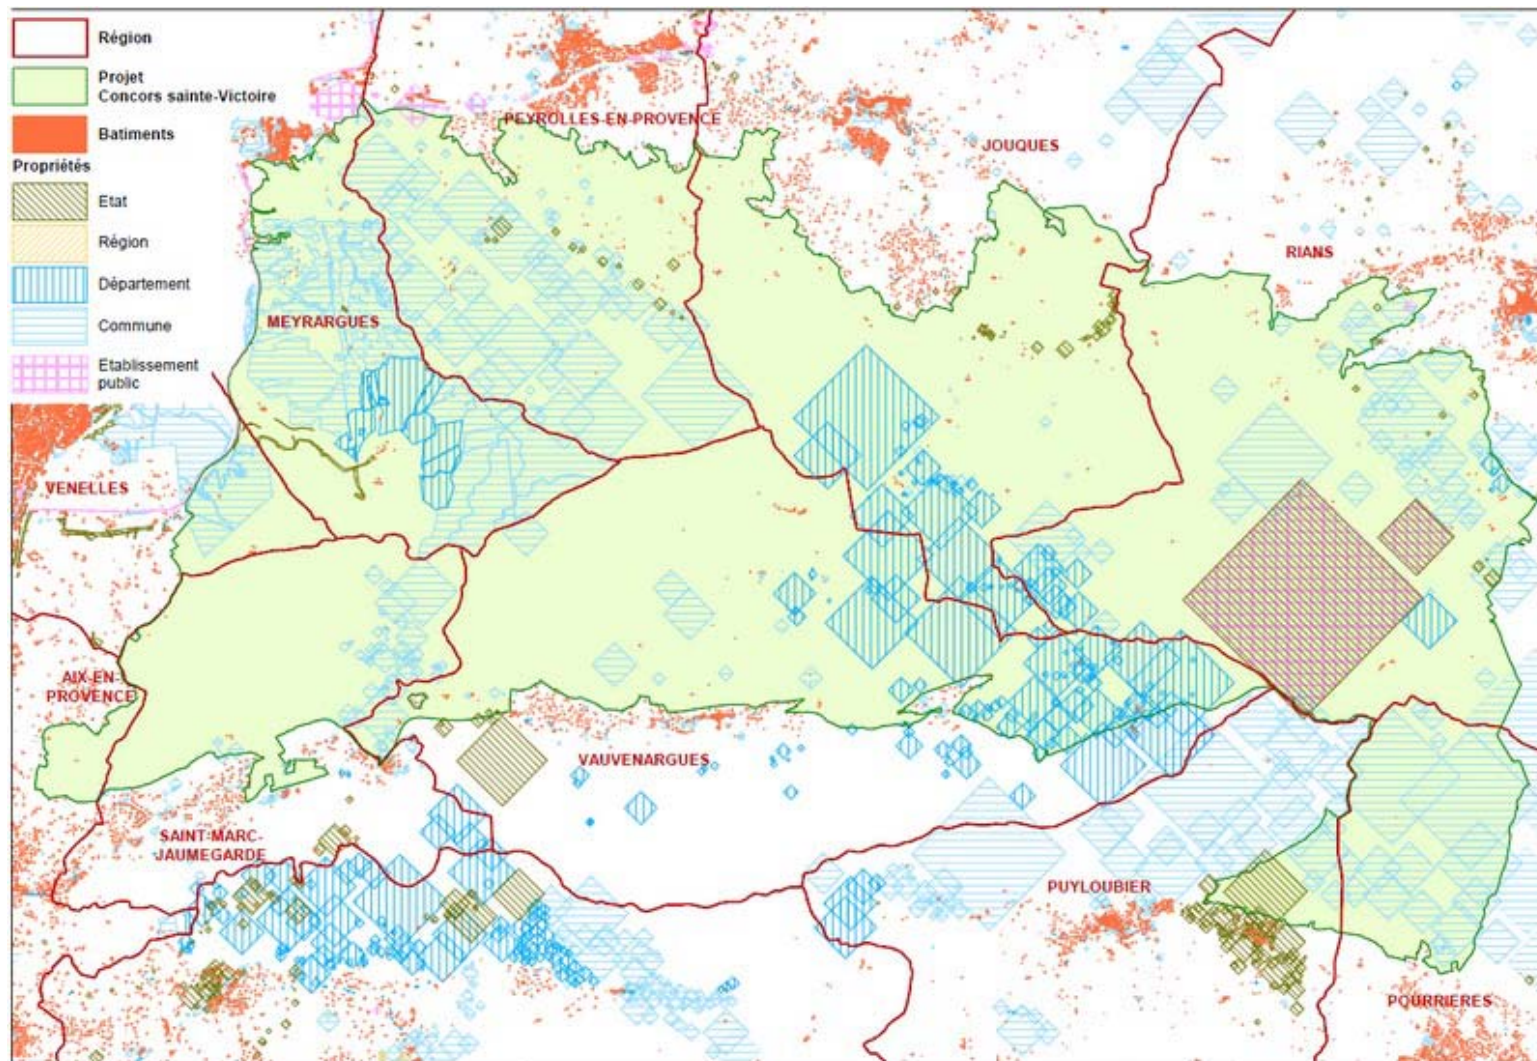 Région
Projet
Concors sainte-Victoire
Batiments
Propriétés
Etat
Région
Département
Commune
Etablissement
public
PEYROLLES-EN-PROVENCE
JOUQUES
RIANS
MEYRARGUES
VENELLES
AIX-EN-
PROVENCE
VAUVENARGUES
SAINT-MARC-
JAUMEGARDE
PUYLOUBIER
POURRIERES